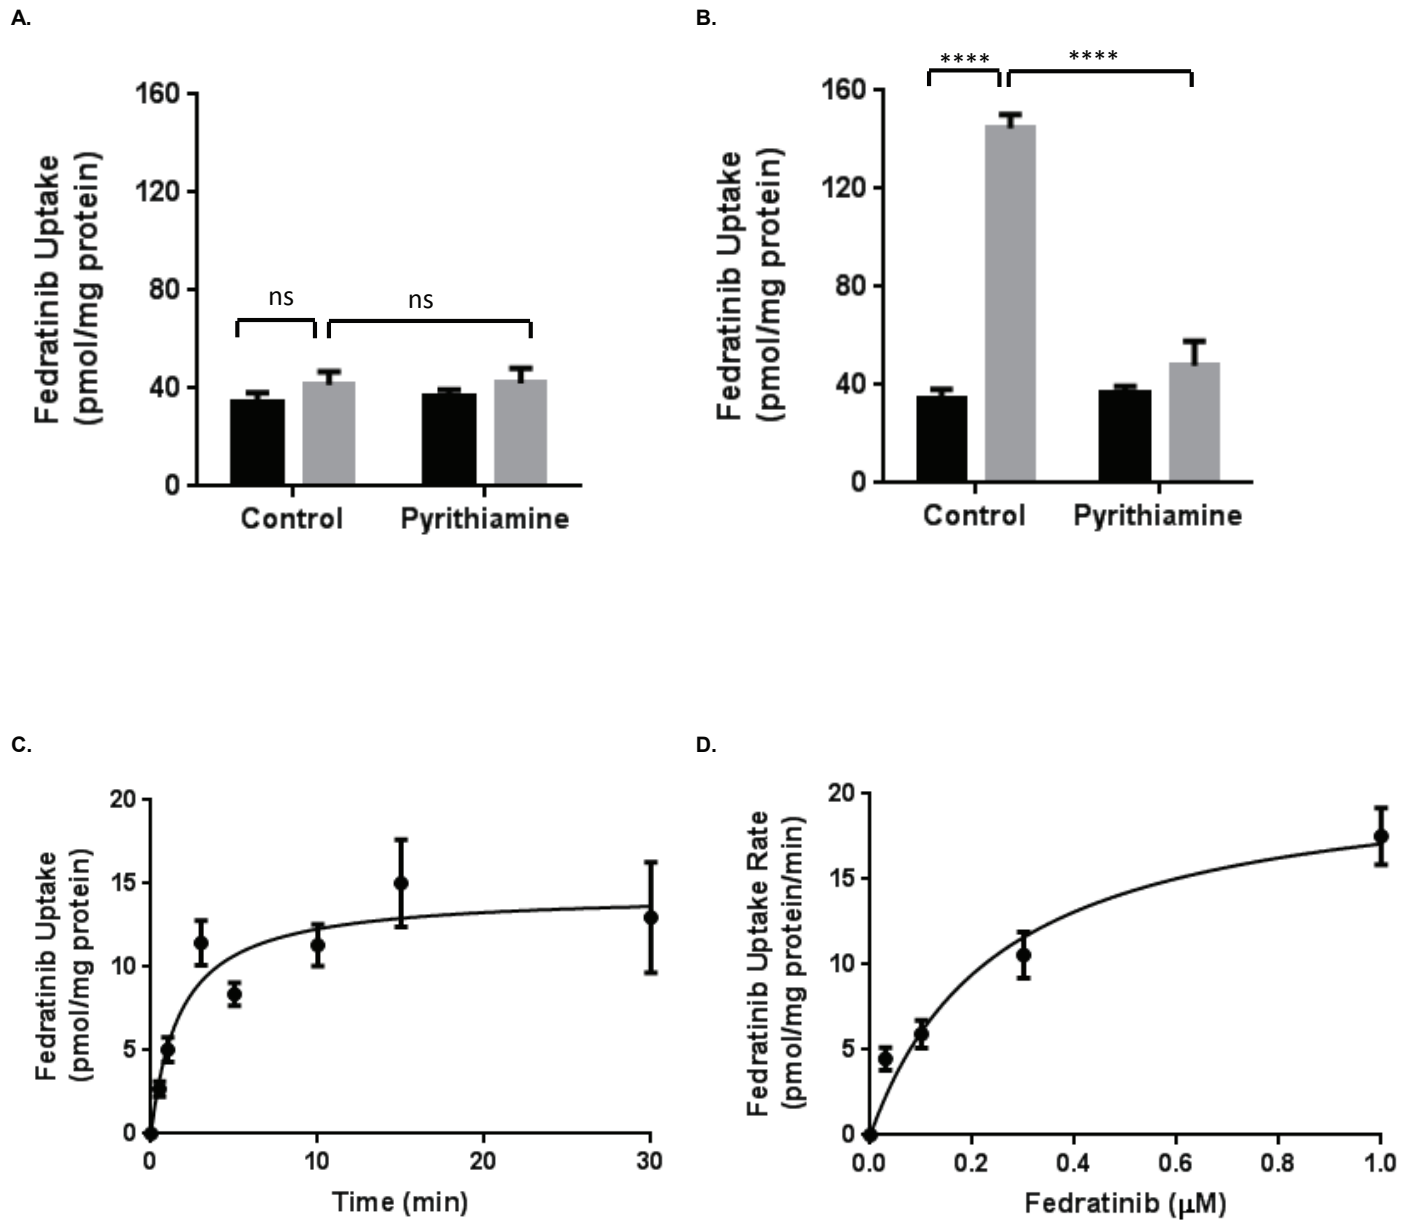 A.
Fedratinib Uptake
(pmol/mg protein)
160
120
80
40
0
ns
ns
Control
Pyrithiamine
B.
Fedratinib Uptake
(pmol/mg protein)
160
120
80
40
0
****
****
Control
Pyrithiamine
C.
Fedratinib Uptake
(pmol/mg protein)
20
15
10
5
0
0 10 20 30
Time (min)
D.
Fedratinib Uptake Rate
(pmol/mg protein/min)
20
15
10
5
0
0.0 0.2 0.4 0.6 0.8 1.0
Fedratinib (μM)